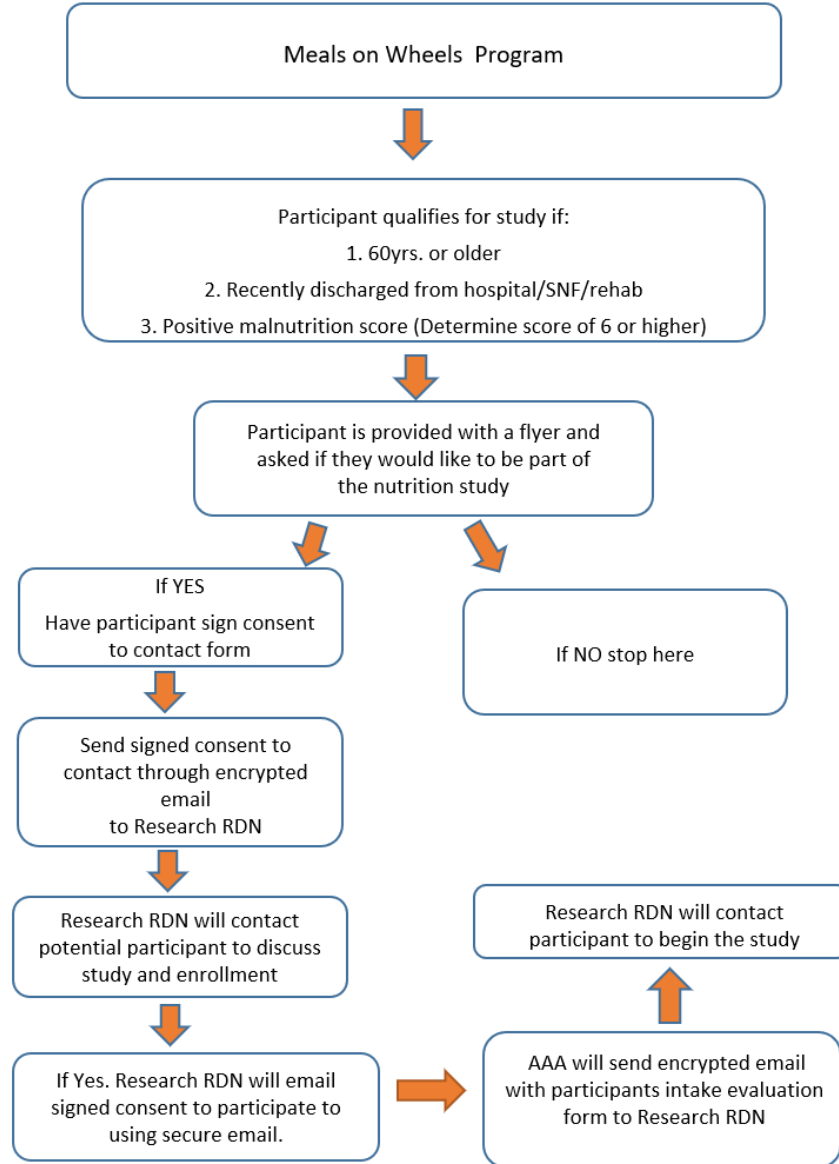 Meals on Wheels Program
Participant qualifies for study if:
1. 60yrs. or older
2. Recently discharged from hospital/SNF/rehab
3. Positive malnutrition score (Determine score of 6 or higher)
Participant is provided with a flyer and
asked if they would like to be part of
the nutrition study
If YES
Have participant sign consent
to contact form
If NO stop here
Send signed consent to
contact through encrypted
email
to Research RDN
Research RDN will contact
potential participant to discuss
study and enrollment
If Yes. Research RDN will email
signed consent to participate to
using secure email.
AAA will send encrypted email
with participants intake evaluation
form to Research RDN
Research RDN will contact
participant to begin the study